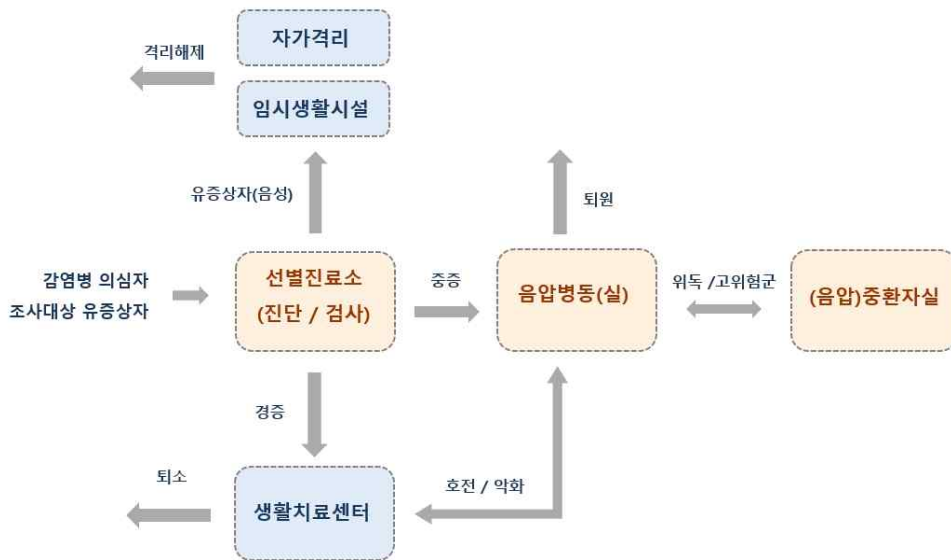 자가격리
격리해제
임시생활시설
유증상자(음성)
퇴원
감염병 의심자
조사대상 유증상자
선별진료소
(진단 / 검사)
중증
음압병동(실)
위독 /고위험군
(음압)중환자실
경증
퇴소
생활치료센터
호전 / 악화